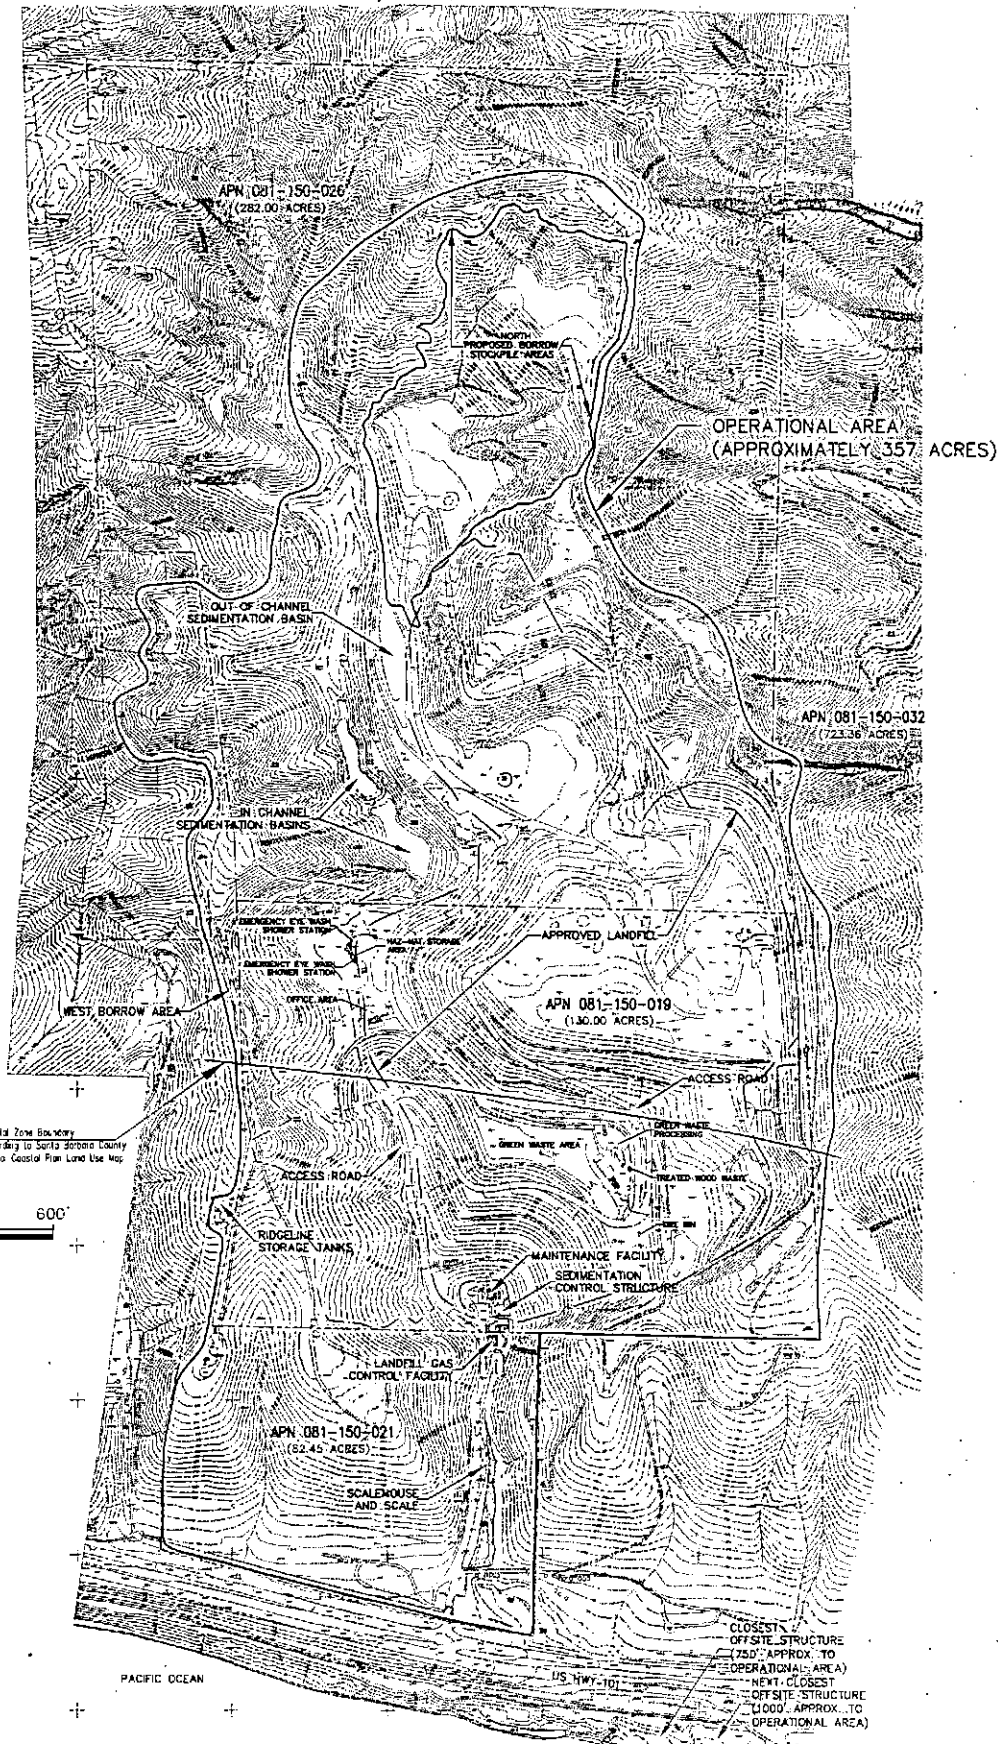 APN 081-150-026
(282.00 ACRES)
NORTH
PROPOSED BORROW
STOCKPILE AREAS
OPERATIONAL AREA
(APPROXIMATELY 357 ACRES)
OUT-OF-CHANNEL
SEDIMENTATION BASIN
APN 081-150-032
(723.36 ACRES)
IN CHANNEL
SEDIMENTATION BASINS
EMERGENCY EYE WASH
SHOWER STATION
HAZ-MAT STORAGE
AREA
APPROVED LANDFILL
EMERGENCY EYE WASH
SHOWER STATION
OFFICE AREA
WEST BORROW AREA
APN 081-150-019
(130.00 ACRES)
ACCESS ROAD
Zone Boundary
to Santa Barbara County
Coastal Plan Land Use Map
GREEN WASTE
PROCESSING
GREEN WASTE AREA
ACCESS ROAD
TREATED WOOD WASTE
600'
RIDGELINE
STORAGE TANKS
MAINTENANCE FACILITY
SEDIMENTATION
CONTROL STRUCTURE
LANDFILL GAS
CONTROL FACILITY
APN 081-150-021
(82.45 ACRES)
SCALEHOUSE
AND SCALE
CLOSEST
OFFSITE STRUCTURE
(750' APPROX. TO
OPERATIONAL AREA)
NEXT CLOSEST
OFFSITE STRUCTURE
(1000' APPROX. TO
OPERATIONAL AREA)
PACIFIC OCEAN
US HWY-101